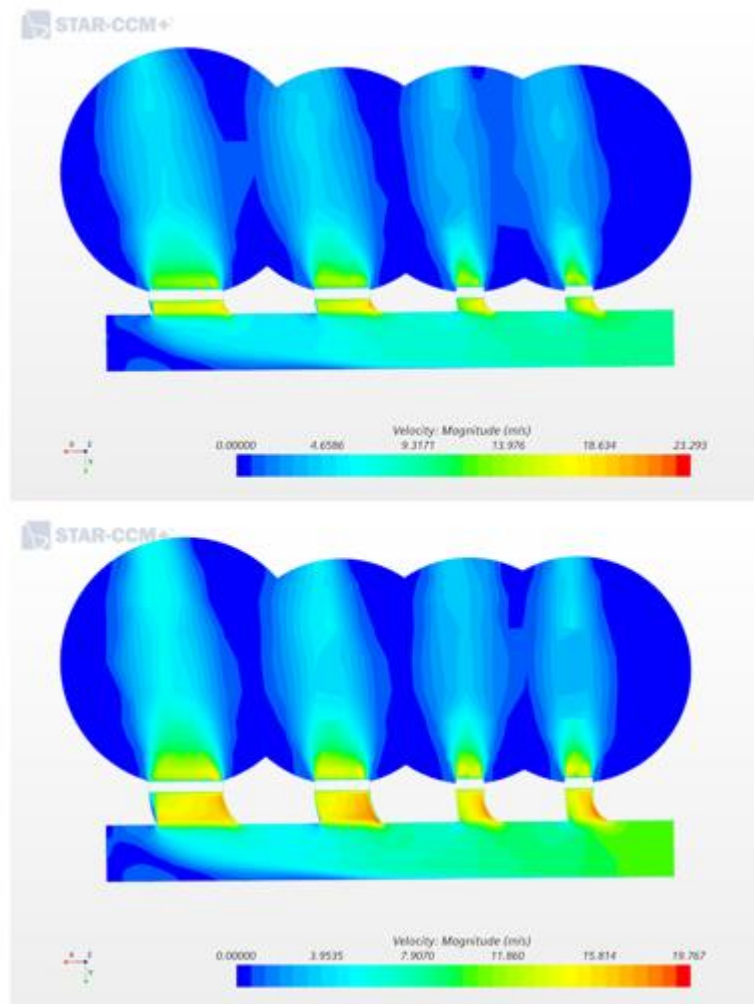 STAR-CCM+
Velocity: Magnitude (m/s)
0.00000 4.6586 9.3171 13.976 18.634 23.293
STAR-CCM+
Velocity: Magnitude (m/s)
0.00000 3.9535 7.9070 11.860 15.814 19.767